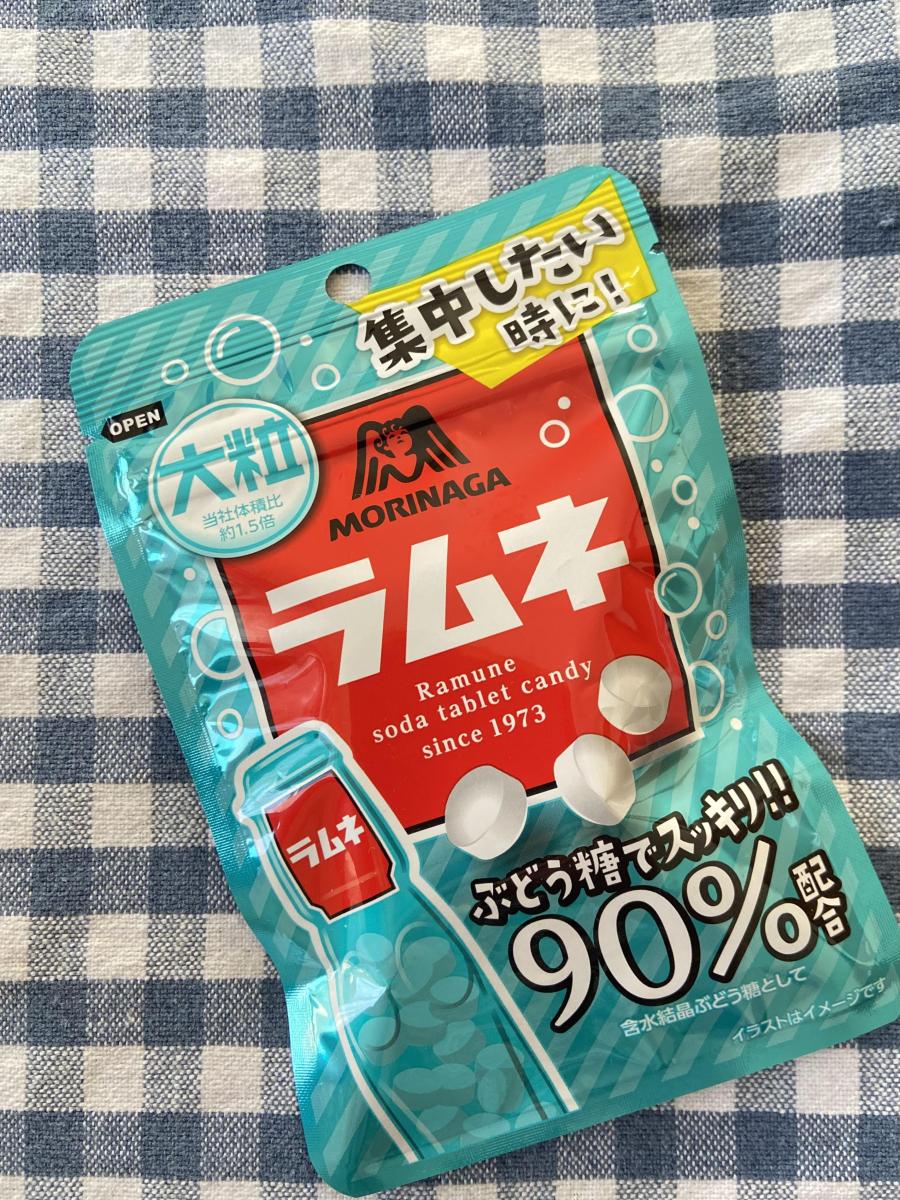 集中したい
時に!
OPEN
大粒
当社体積比
約1.5倍
MORINAGA
ラムネ
Ramune
soda tablet candy
since 1973
ラムネ
ぶどう糖でスッキリ!!
90%配合
含水結晶ぶどう糖として
イラストはイメージです